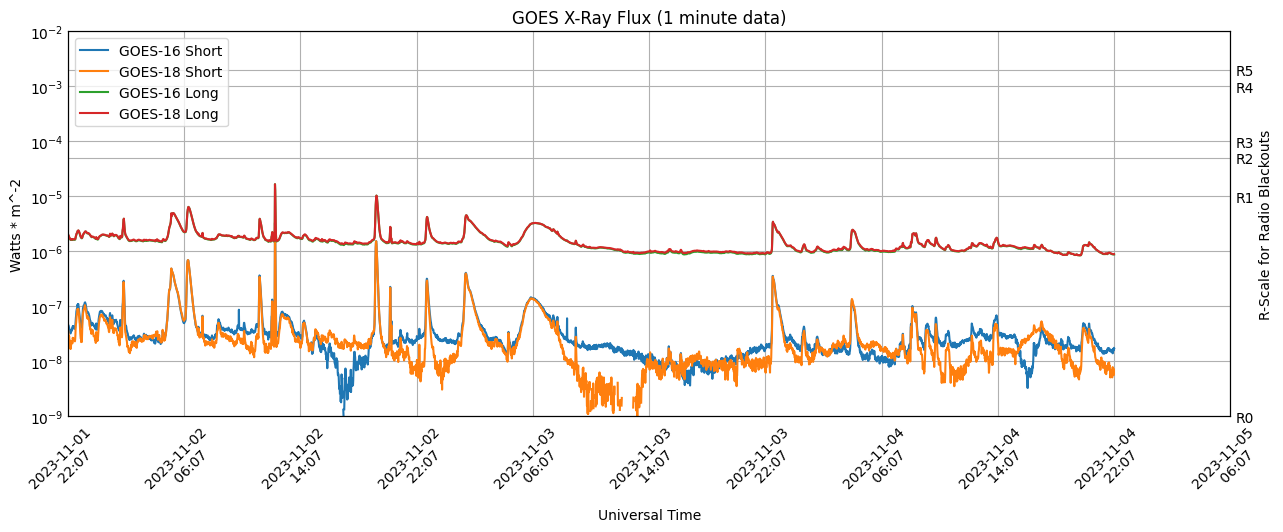 GOES X-Ray Flux (1 minute data)
GOES-16 Short
GOES-18 Short
GOES-16 Long
GOES-18 Long
10^-2
10^-3
10^-4
10^-5
10^-6
10^-7
10^-8
10^-9
Watts * m^-2
R5
R4
R3
R2
R1
R0
R-Scale for Radio Blackouts
2023-11-01
22:07
2023-11-02
06:07
2023-11-02
14:07
2023-11-02
22:07
2023-11-03
06:07
2023-11-03
14:07
2023-11-03
22:07
2023-11-04
06:07
2023-11-04
14:07
2023-11-04
22:07
2023-11-05
06:07
Universal Time